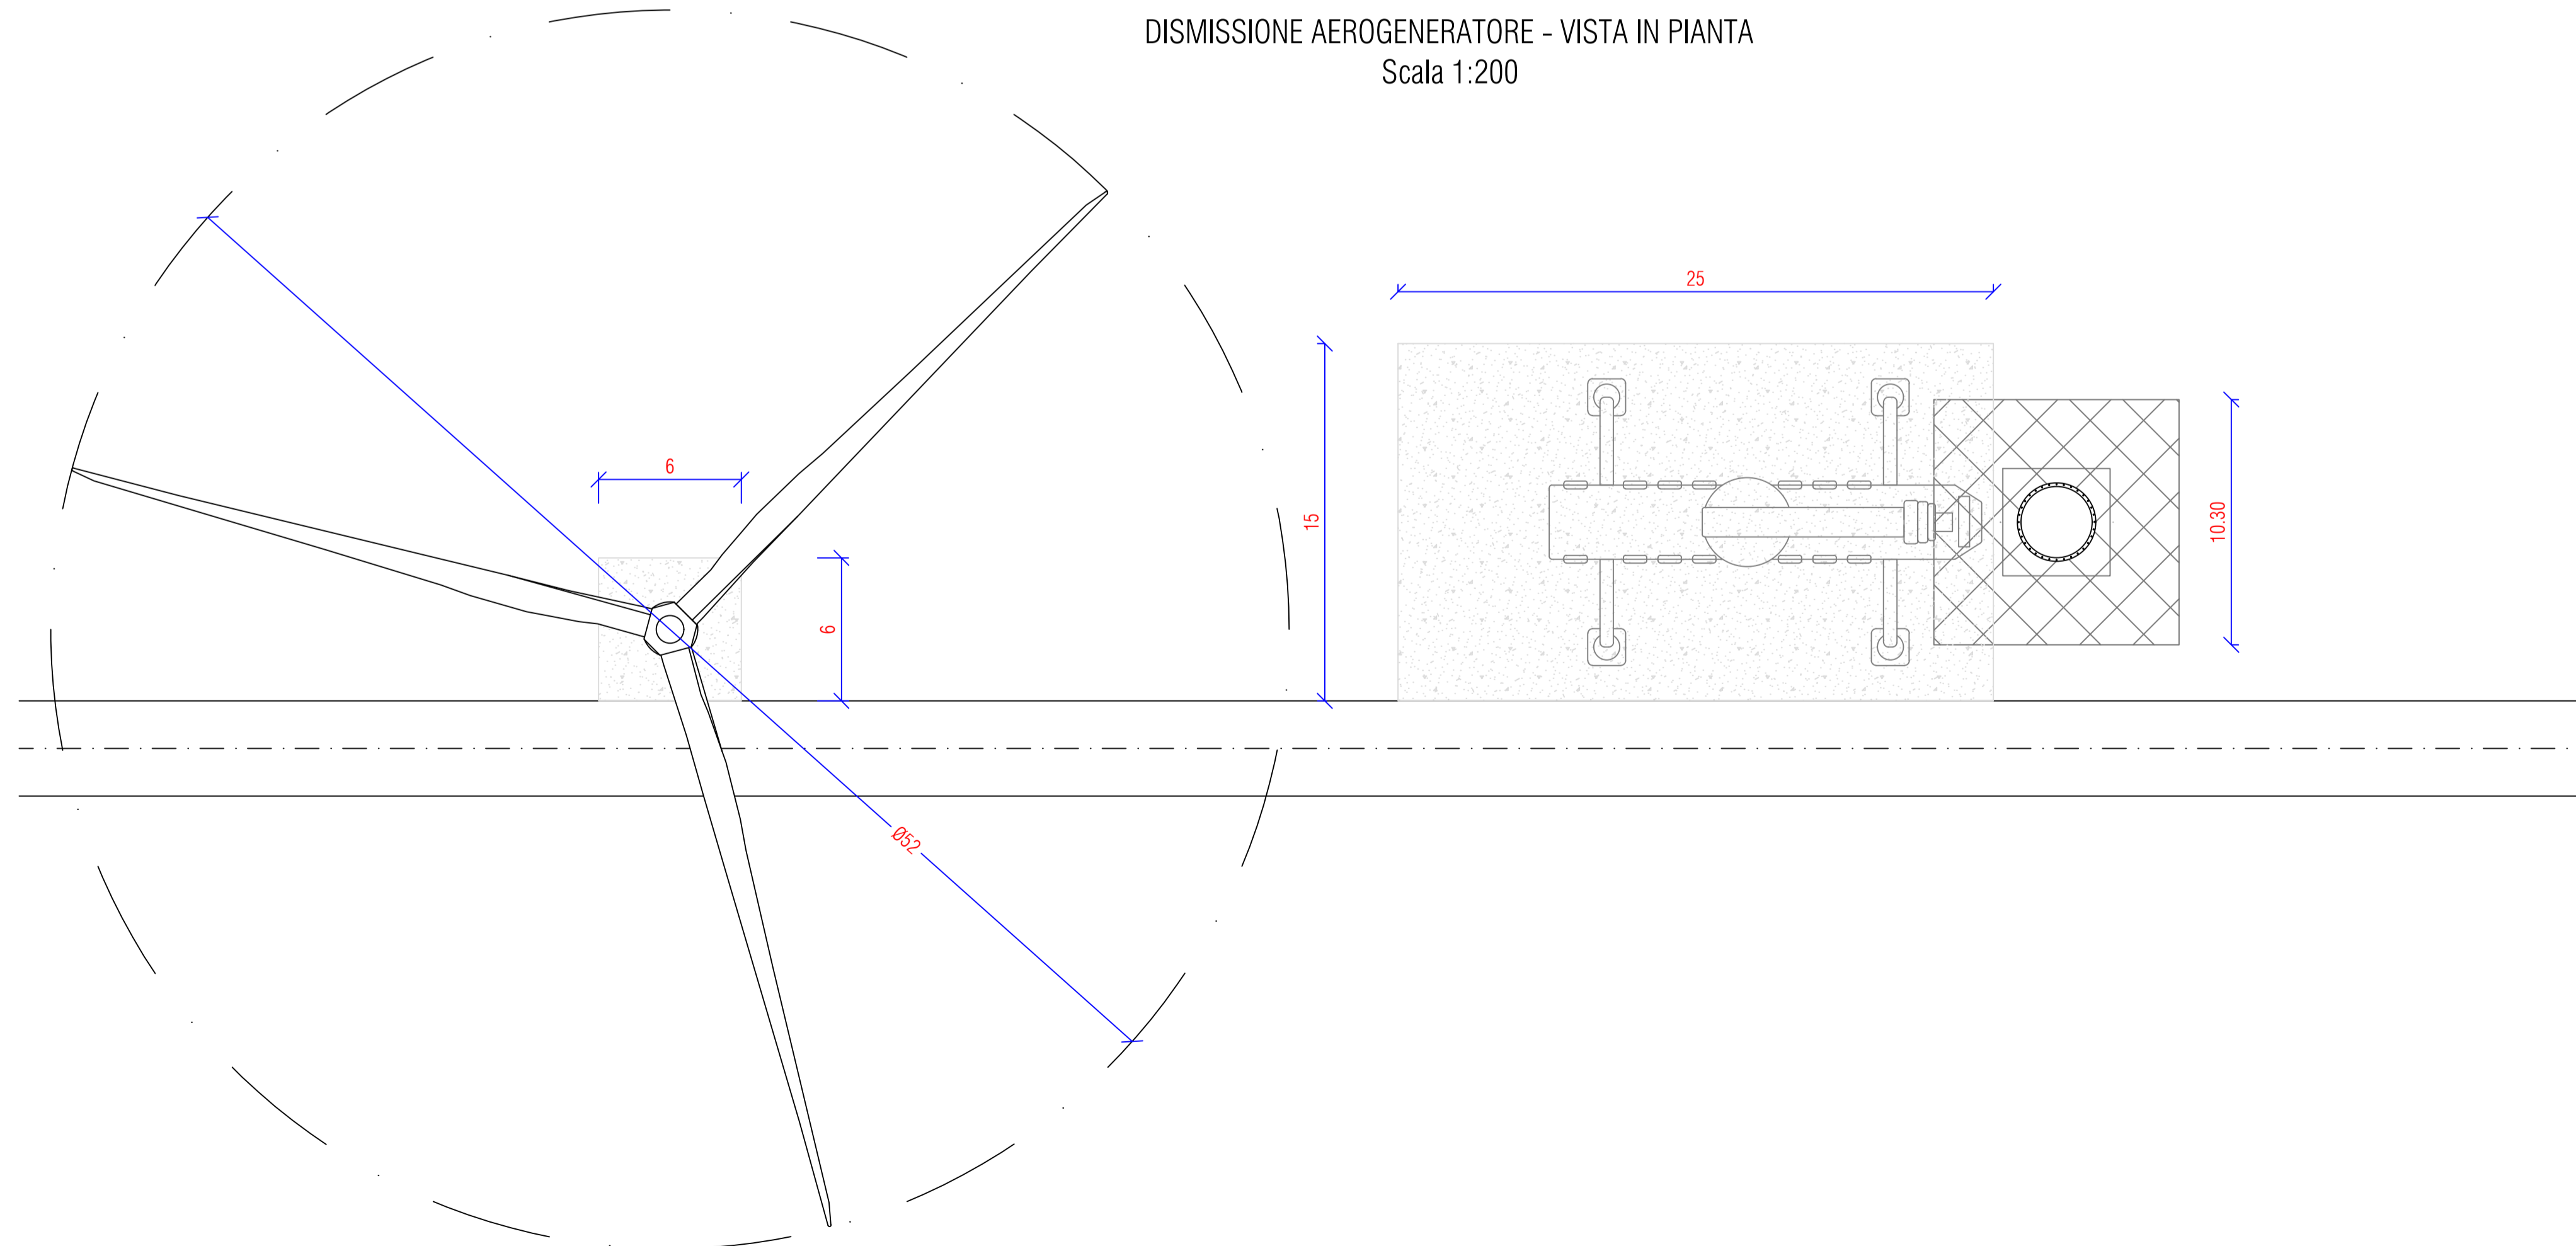 DISMISSIONE AEROGENERATORE - VISTA IN PIANTA
Scala 1:200
25
6
15
10.30
6
Ø52